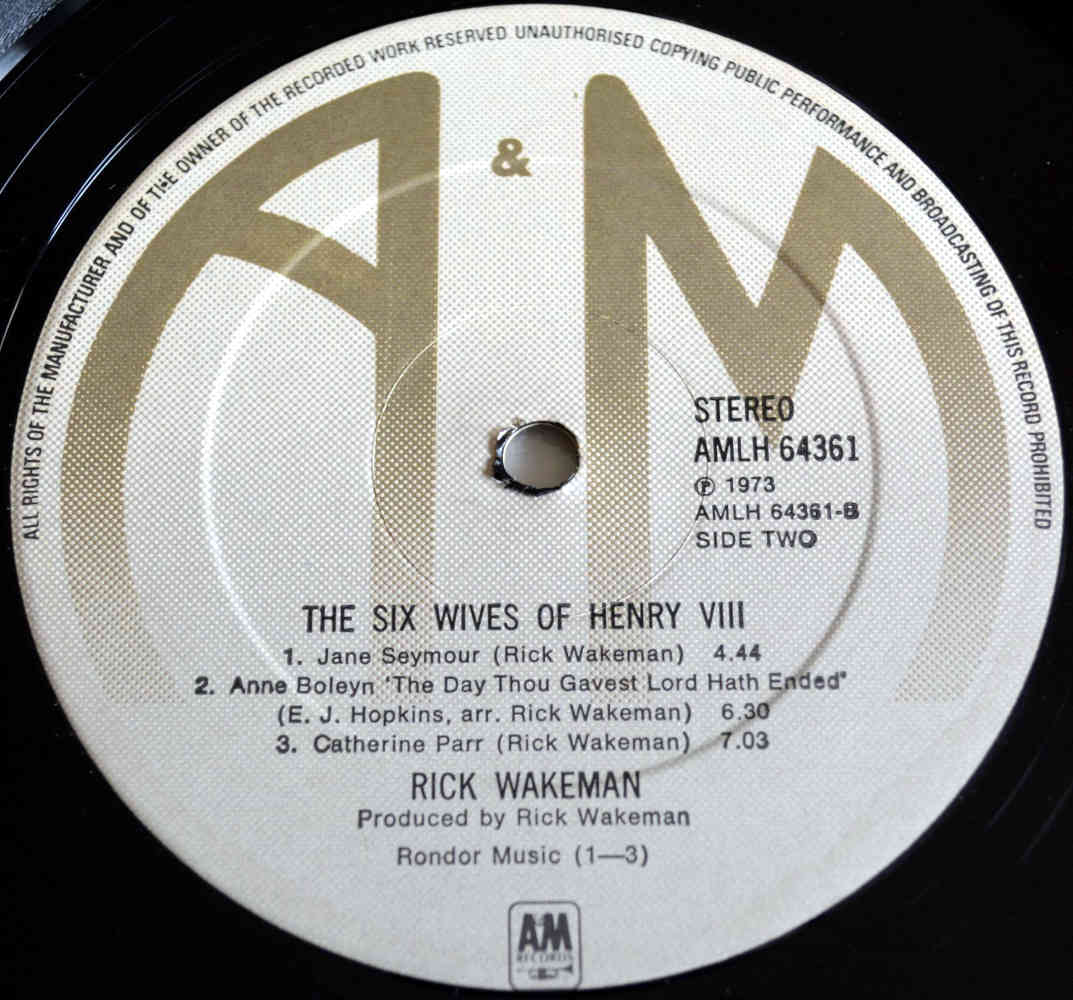 ALL RIGHTS OF THE MANUFACTURER AND OF THE OWNER OF THE RECORDED WORK RESERVED UNAUTHORISED COPYING PUBLIC PERFORMANCE AND BROADCASTING OF THIS RECORD PROHIBITED
A & M
STEREO
AMLH 64361
℗ 1973
AMLH 64361-B
SIDE TWO
THE SIX WIVES OF HENRY VIII
1. Jane Seymour (Rick Wakeman) 4.44
2. Anne Boleyn 'The Day Thou Gavest Lord Hath Ended'
(E. J. Hopkins, arr. Rick Wakeman) 6.30
3. Catherine Parr (Rick Wakeman) 7.03
RICK WAKEMAN
Produced by Rick Wakeman
Rondor Music (1—3)
A&M
RECORDS